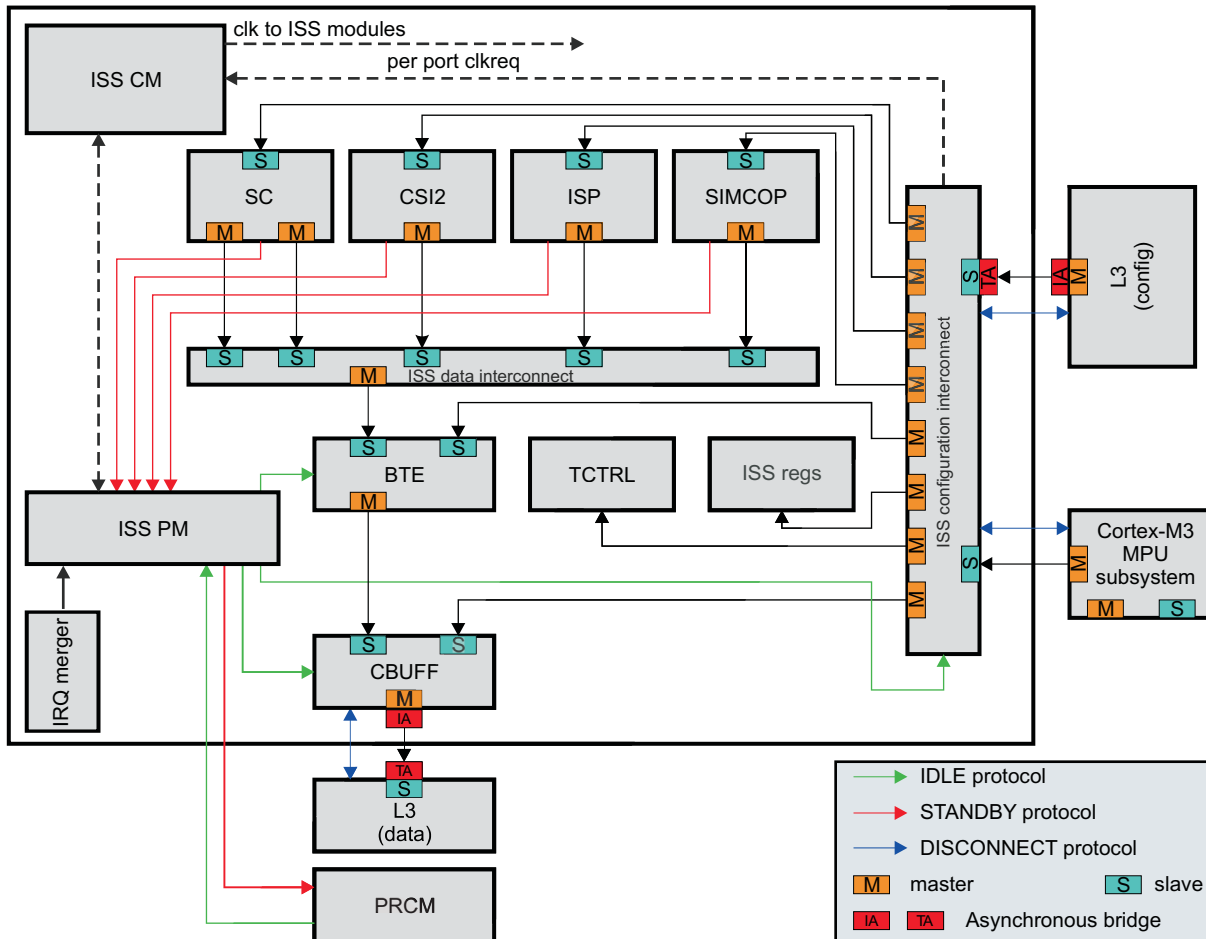 clk to ISS modules
per port clkreq
ISS CM
S S S S
SC CSI2 ISP SIMCOP
M M M M M
M
M
M
M
M
M
M
M
ISS configuration interconnect
S TA
IA M
L3
(config)
S S S S S
M ISS data interconnect
S S
BTE
M
TCTRL
ISS regs
ISS PM
S
M
Cortex-M3
MPU
subsystem
M S
IRQ merger
S S
CBUFF
M
IA
TA
S
L3
(data)
PRCM
IDLE protocol
STANDBY protocol
DISCONNECT protocol
M master S slave
IA TA Asynchronous bridge